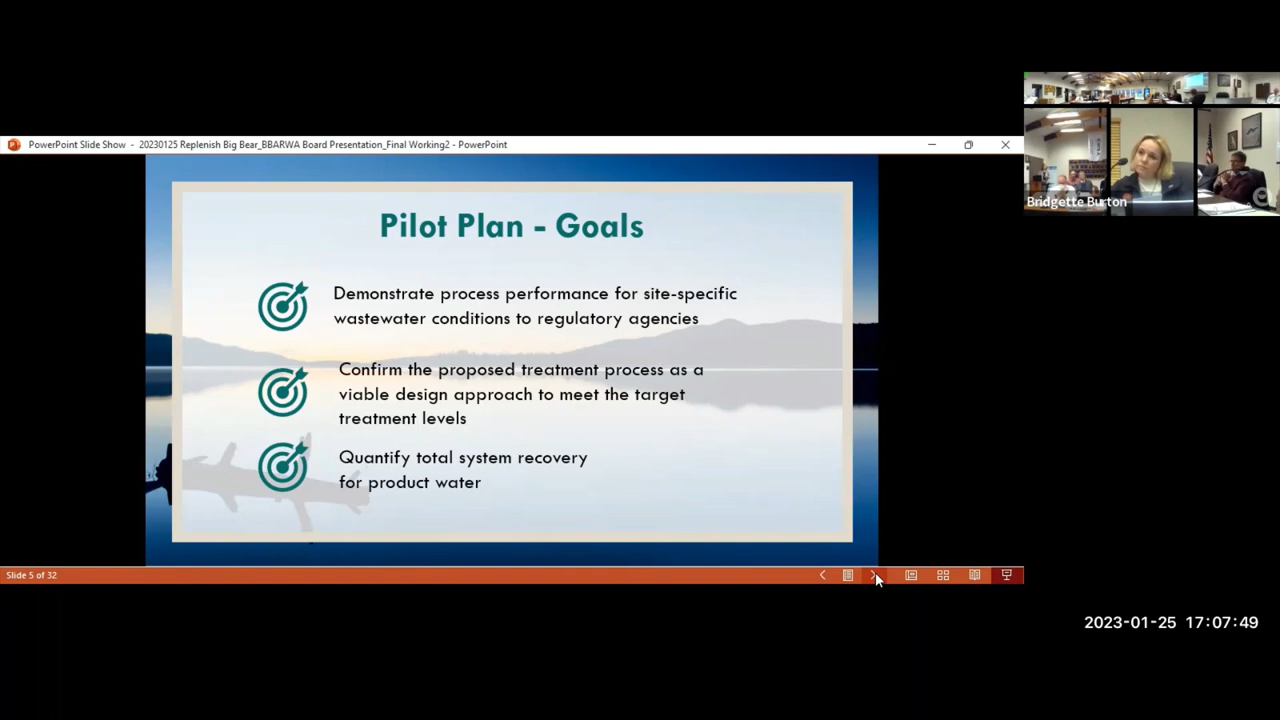 PowerPoint Slide Show - 20230125 Replenish Big Bear_BBARWA Board Presentation_Final Working2 - PowerPoint
Bridgette Burton
Pilot Plan - Goals
Demonstrate process performance for site-specific
wastewater conditions to regulatory agencies
Confirm the proposed treatment process as a
viable design approach to meet the target
treatment levels
Quantify total system recovery
for product water
Slide 5 of 32
2023-01-25 17:07:49